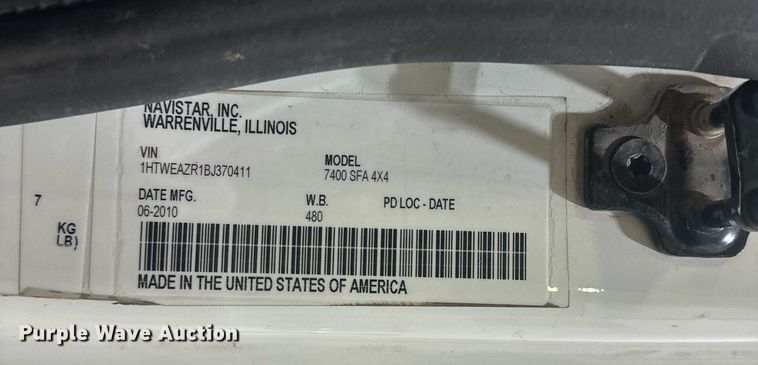 NAVISTAR, INC.
WARRENVILLE, ILLINOIS
VIN
1HTWEAZR1BJ370411
MODEL
7400 SFA 4X4
DATE MFG.
06-2010
W.B.
480
PD LOC - DATE
MADE IN THE UNITED STATES OF AMERICA
7
KG
LB)
Purple Wave Auction